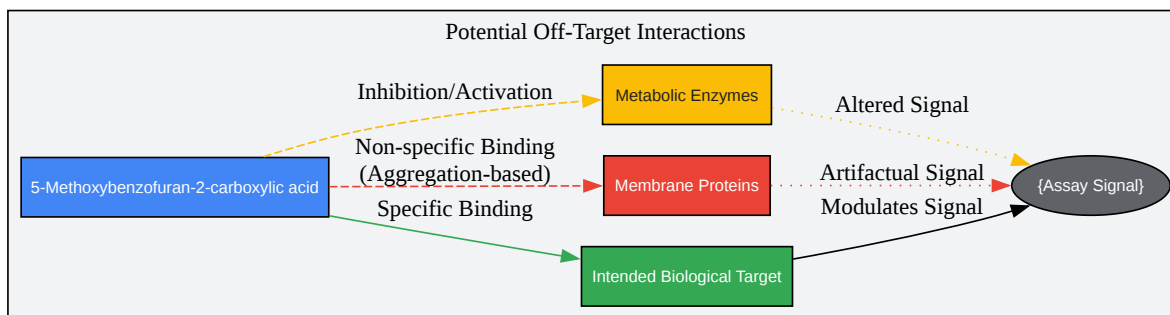 Potential Off-Target Interactions
Inhibition/Activation
Metabolic Enzymes
Altered Signal
Non-specific Binding
(Aggregation-based)
5-Methoxybenzofuran-2-carboxylic acid
Membrane Proteins
Artifactual Signal
{Assay Signal}
Specific Binding
Modulates Signal
Intended Biological Target